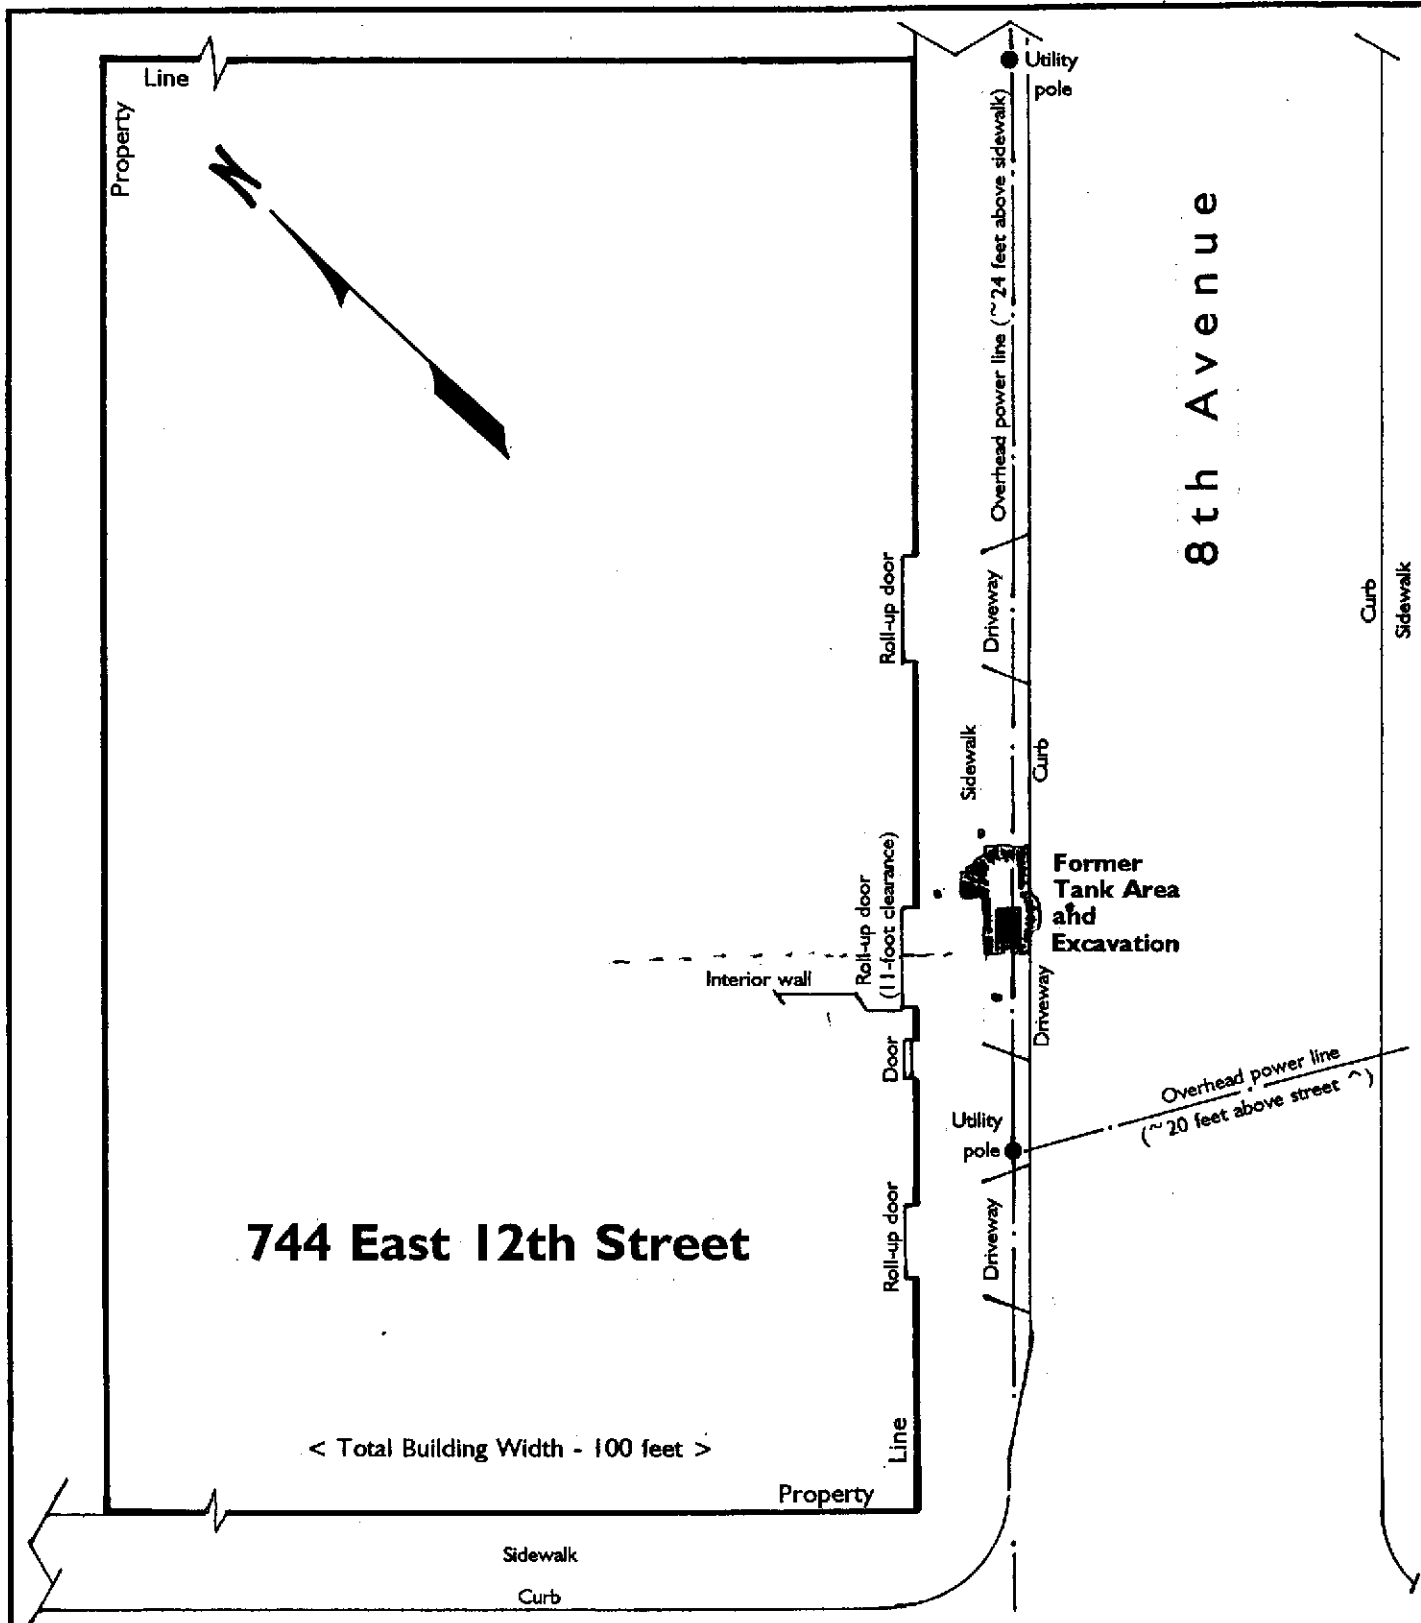 Line
Property
N
Utility
pole
Overhead power line (~24 feet above sidewalk)
8th Avenue
Roll-up door
Driveway
Curb
Sidewalk
Sidewalk
Curb
Roll-up door
(11-foot clearance)
Former
Tank Area
and
Excavation
Interior wall
Driveway
Door
Overhead power line
(~20 feet above street ^)
Utility
pole
Roll-up door
Driveway
744 East 12th Street
< Total Building Width - 100 feet >
Line
Property
Sidewalk
Curb